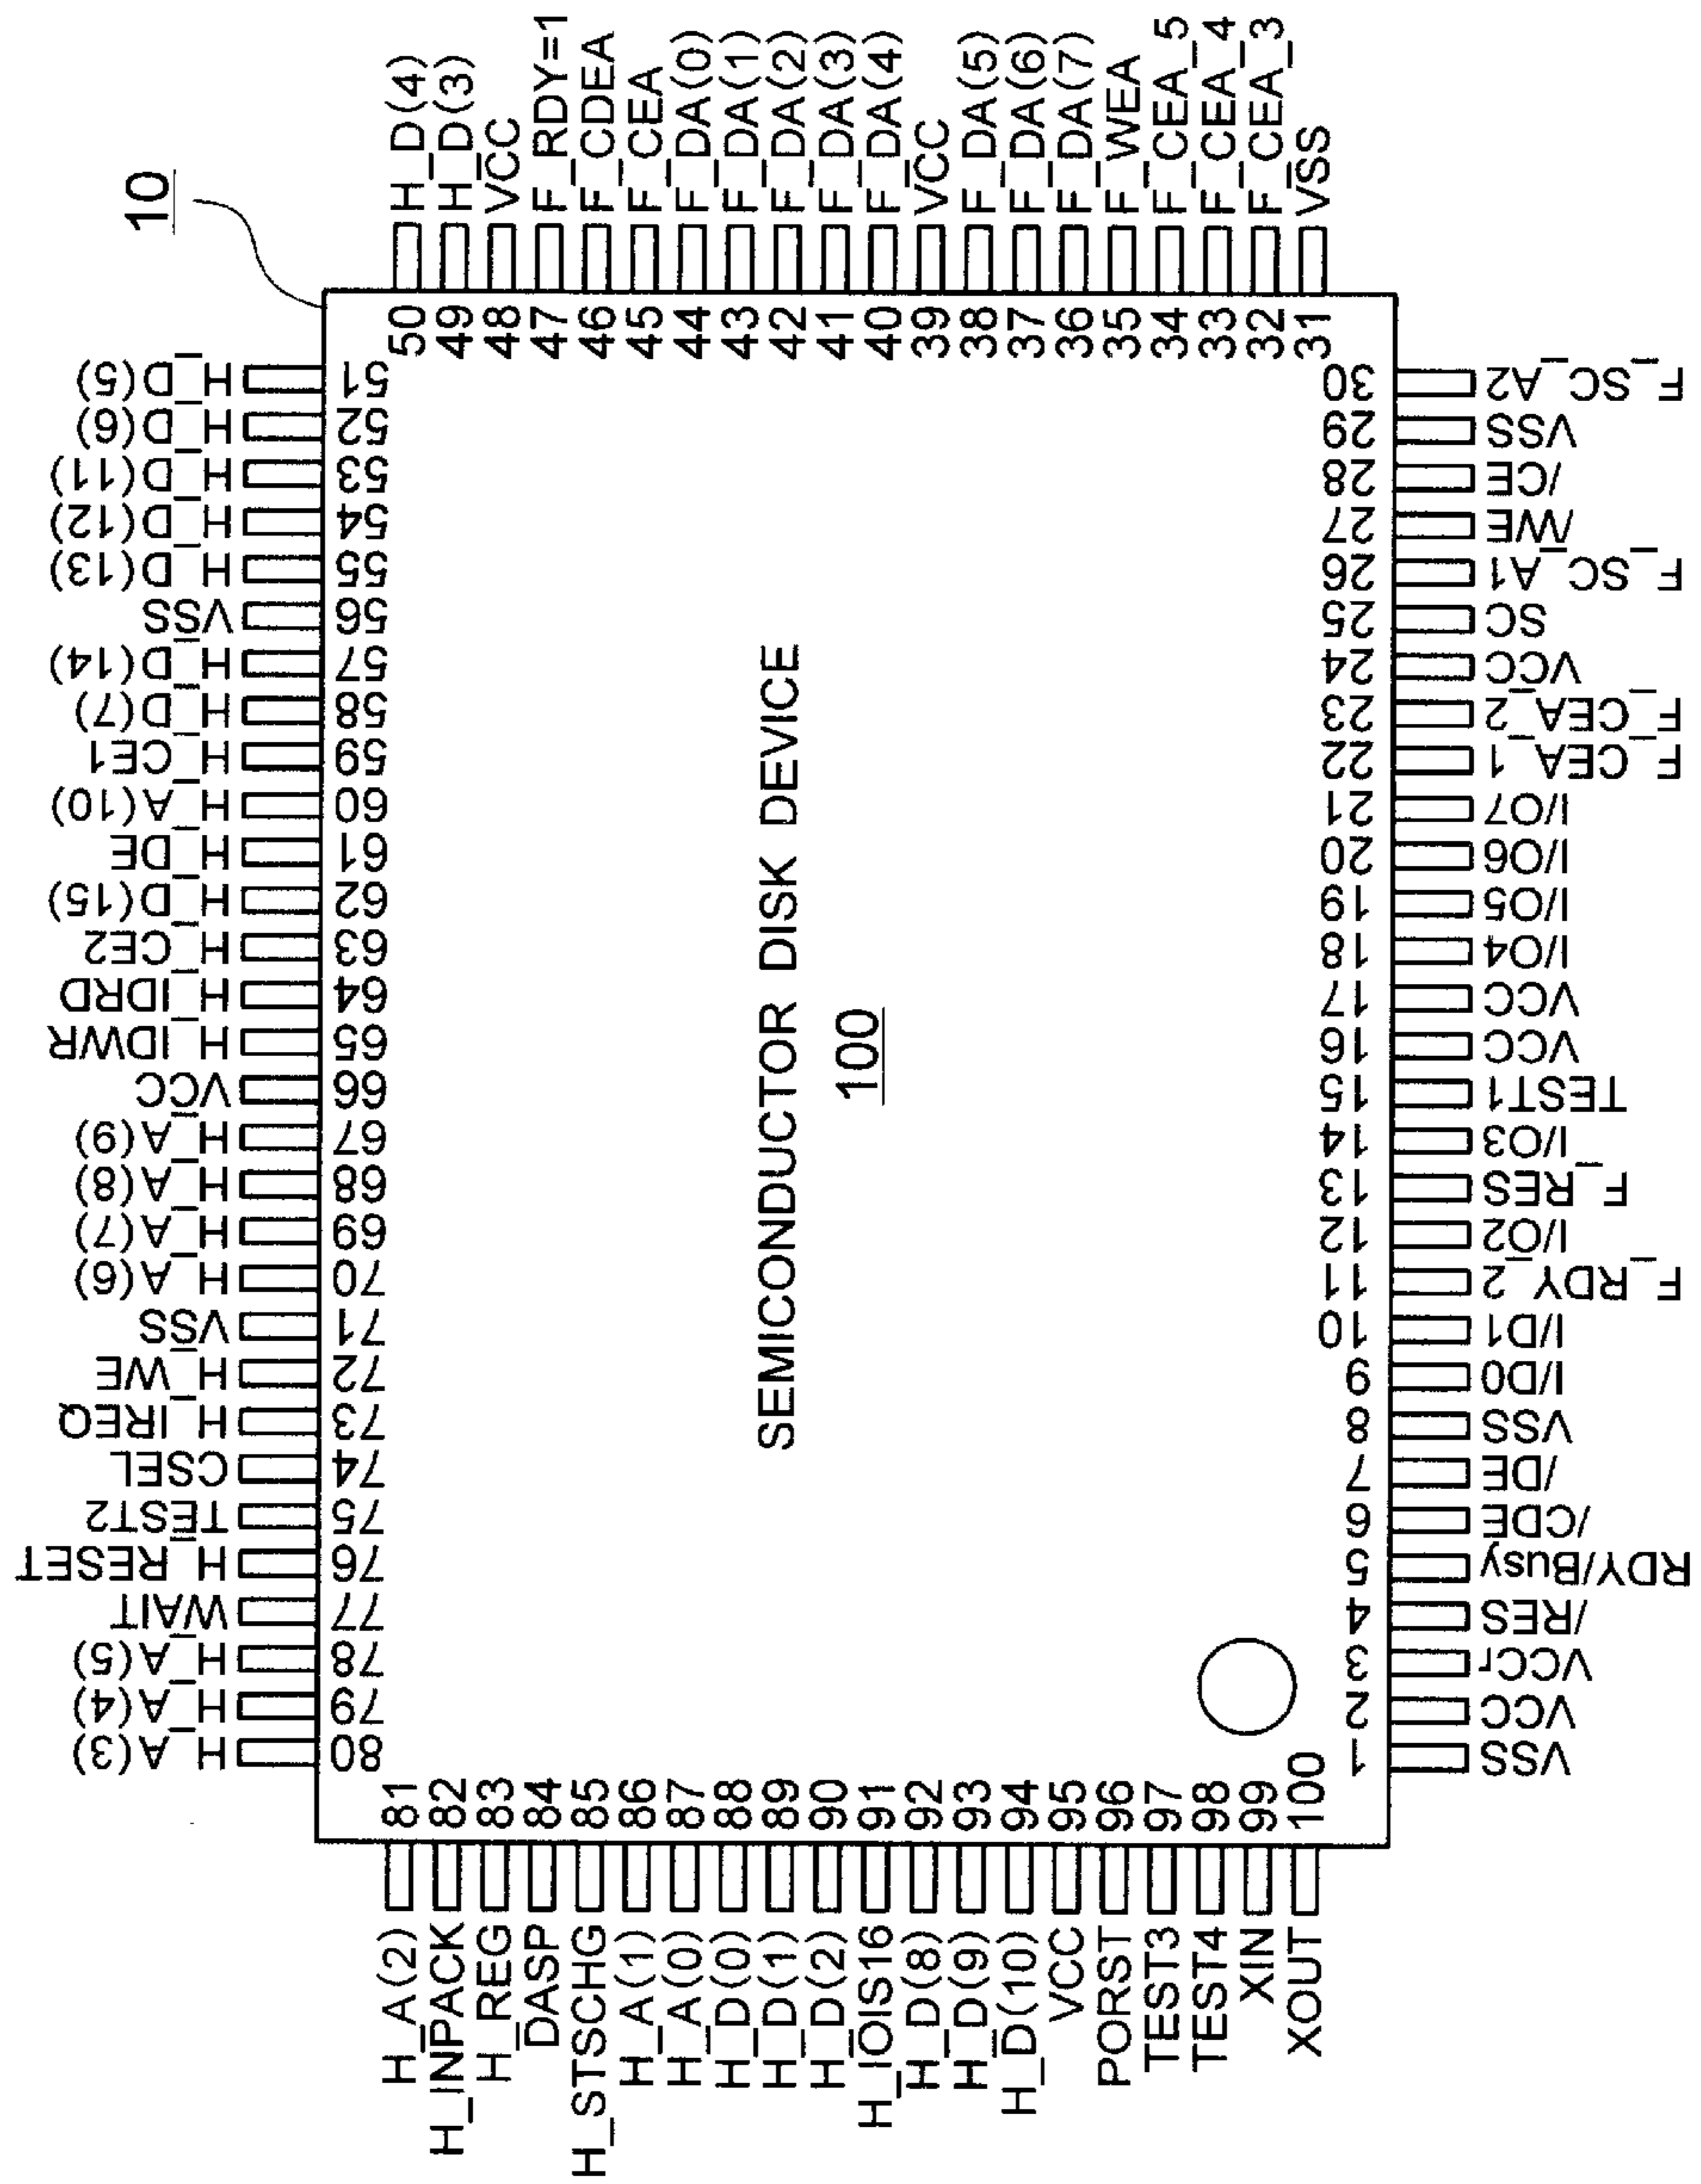 10
SEMICONDUCTOR DISK DEVICE
100
1 VSS
2 VCC
3 VCCr
4 /RES
5 RDY/Busy
6 /CDE
7 /DE
8 VSS
9 I/D0
10 I/D1
11 F_RDY_2
12 I/O2
13 F_RES
14 I/O3
15 TEST1
16 VCC
17 VCC
18 I/O4
19 I/O5
20 I/O6
21 I/O7
22 F_CEA_1
23 F_CEA_2
24 VCC
25 SC
26 F_SC_A1
27 /WE
28 /CE
29 VSS
30 F_SC_A2
31 VSS
32 F_CEA_3
33 F_CEA_4
34 F_CEA_5
35 F_WEA
36 F_DA(7)
37 F_DA(6)
38 F_DA(5)
39 VCC
40 F_DA(4)
41 F_DA(3)
42 F_DA(2)
43 F_DA(1)
44 F_DA(0)
45 F_CEA
46 F_CDEA
47 F_RDY=1
48 VCC
49 H_D(3)
50 H_D(4)
51 H_D(5)
52 H_D(6)
53 H_D(11)
54 H_D(12)
55 H_D(13)
56 VSS
57 H_D(14)
58 H_D(7)
59 H_CE1
60 H_A(10)
61 H_DE
62 H_D(15)
63 H_CE2
64 H_IDRD
65 H_IDWR
66 VCC
67 H_A(9)
68 H_A(8)
69 H_A(7)
70 H_A(6)
71 VSS
72 H_WE
73 H_IREQ
74 CSEL
75 TEST2
76 H_RESET
77 WAIT
78 H_A(5)
79 H_A(4)
80 H_A(3)
81 H_A(2)
82 H_INPACK
83 H_REG
84 DASP
85 H_STSCHG
86 H_A(1)
87 H_A(0)
88 H_D(0)
89 H_D(1)
90 H_D(2)
91 H_IOIS16
92 H_D(8)
93 H_D(9)
94 H_D(10)
95 VCC
96 PORST
97 TEST3
98 TEST4
99 XIN
100 XOUT